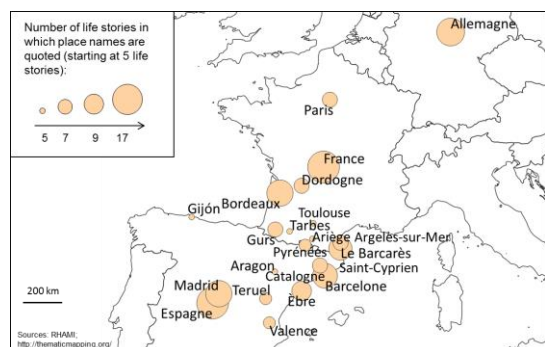 Number of life stories in
which place names are
quoted (starting at 5 life
stories):
5 7 9 17
Allemagne
Paris
France
Dordogne
Bordeaux
Gijón
Toulouse
Tarbes
Gurs
Ariège Argelès-sur-Mer
Pyrénées
Le Barcarès
Aragon
Saint-Cyprien
Catalogne
Madrid
Teruel
Barcelone
Èbre
Espagne
Valence
200 km
Sources: RHAMI;
http://thematicmapping.org/